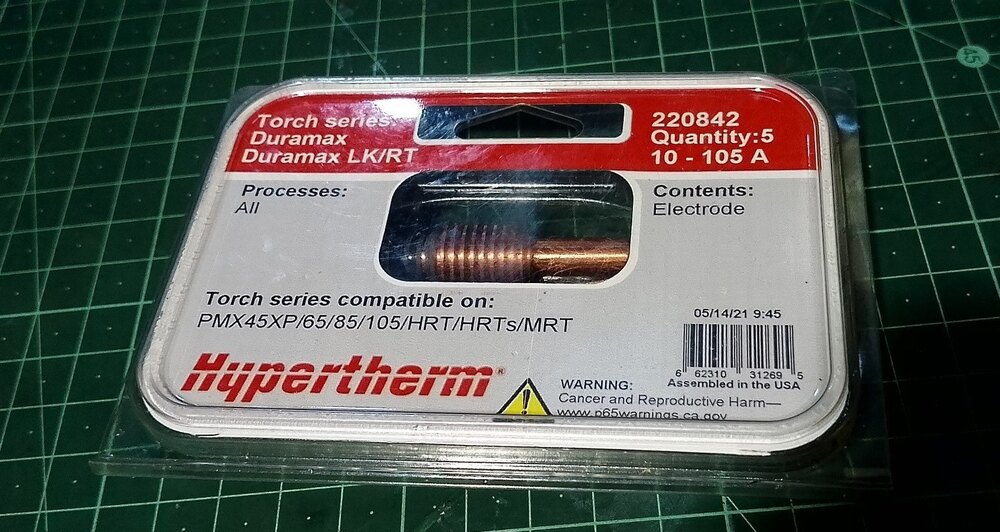 Torch series:
Duramax
Duramax LK/RT
220842
Quantity:5
10 - 105 A
Processes:
All
Contents:
Electrode
Torch series compatible on:
PMX45XP/65/85/105/HRT/HRTs/MRT
Hypertherm®
05/14/21 9:45
6 62310 31269 5
Assembled in the USA
WARNING:
Cancer and Reproductive Harm—
www.p65warnings.ca.gov
45